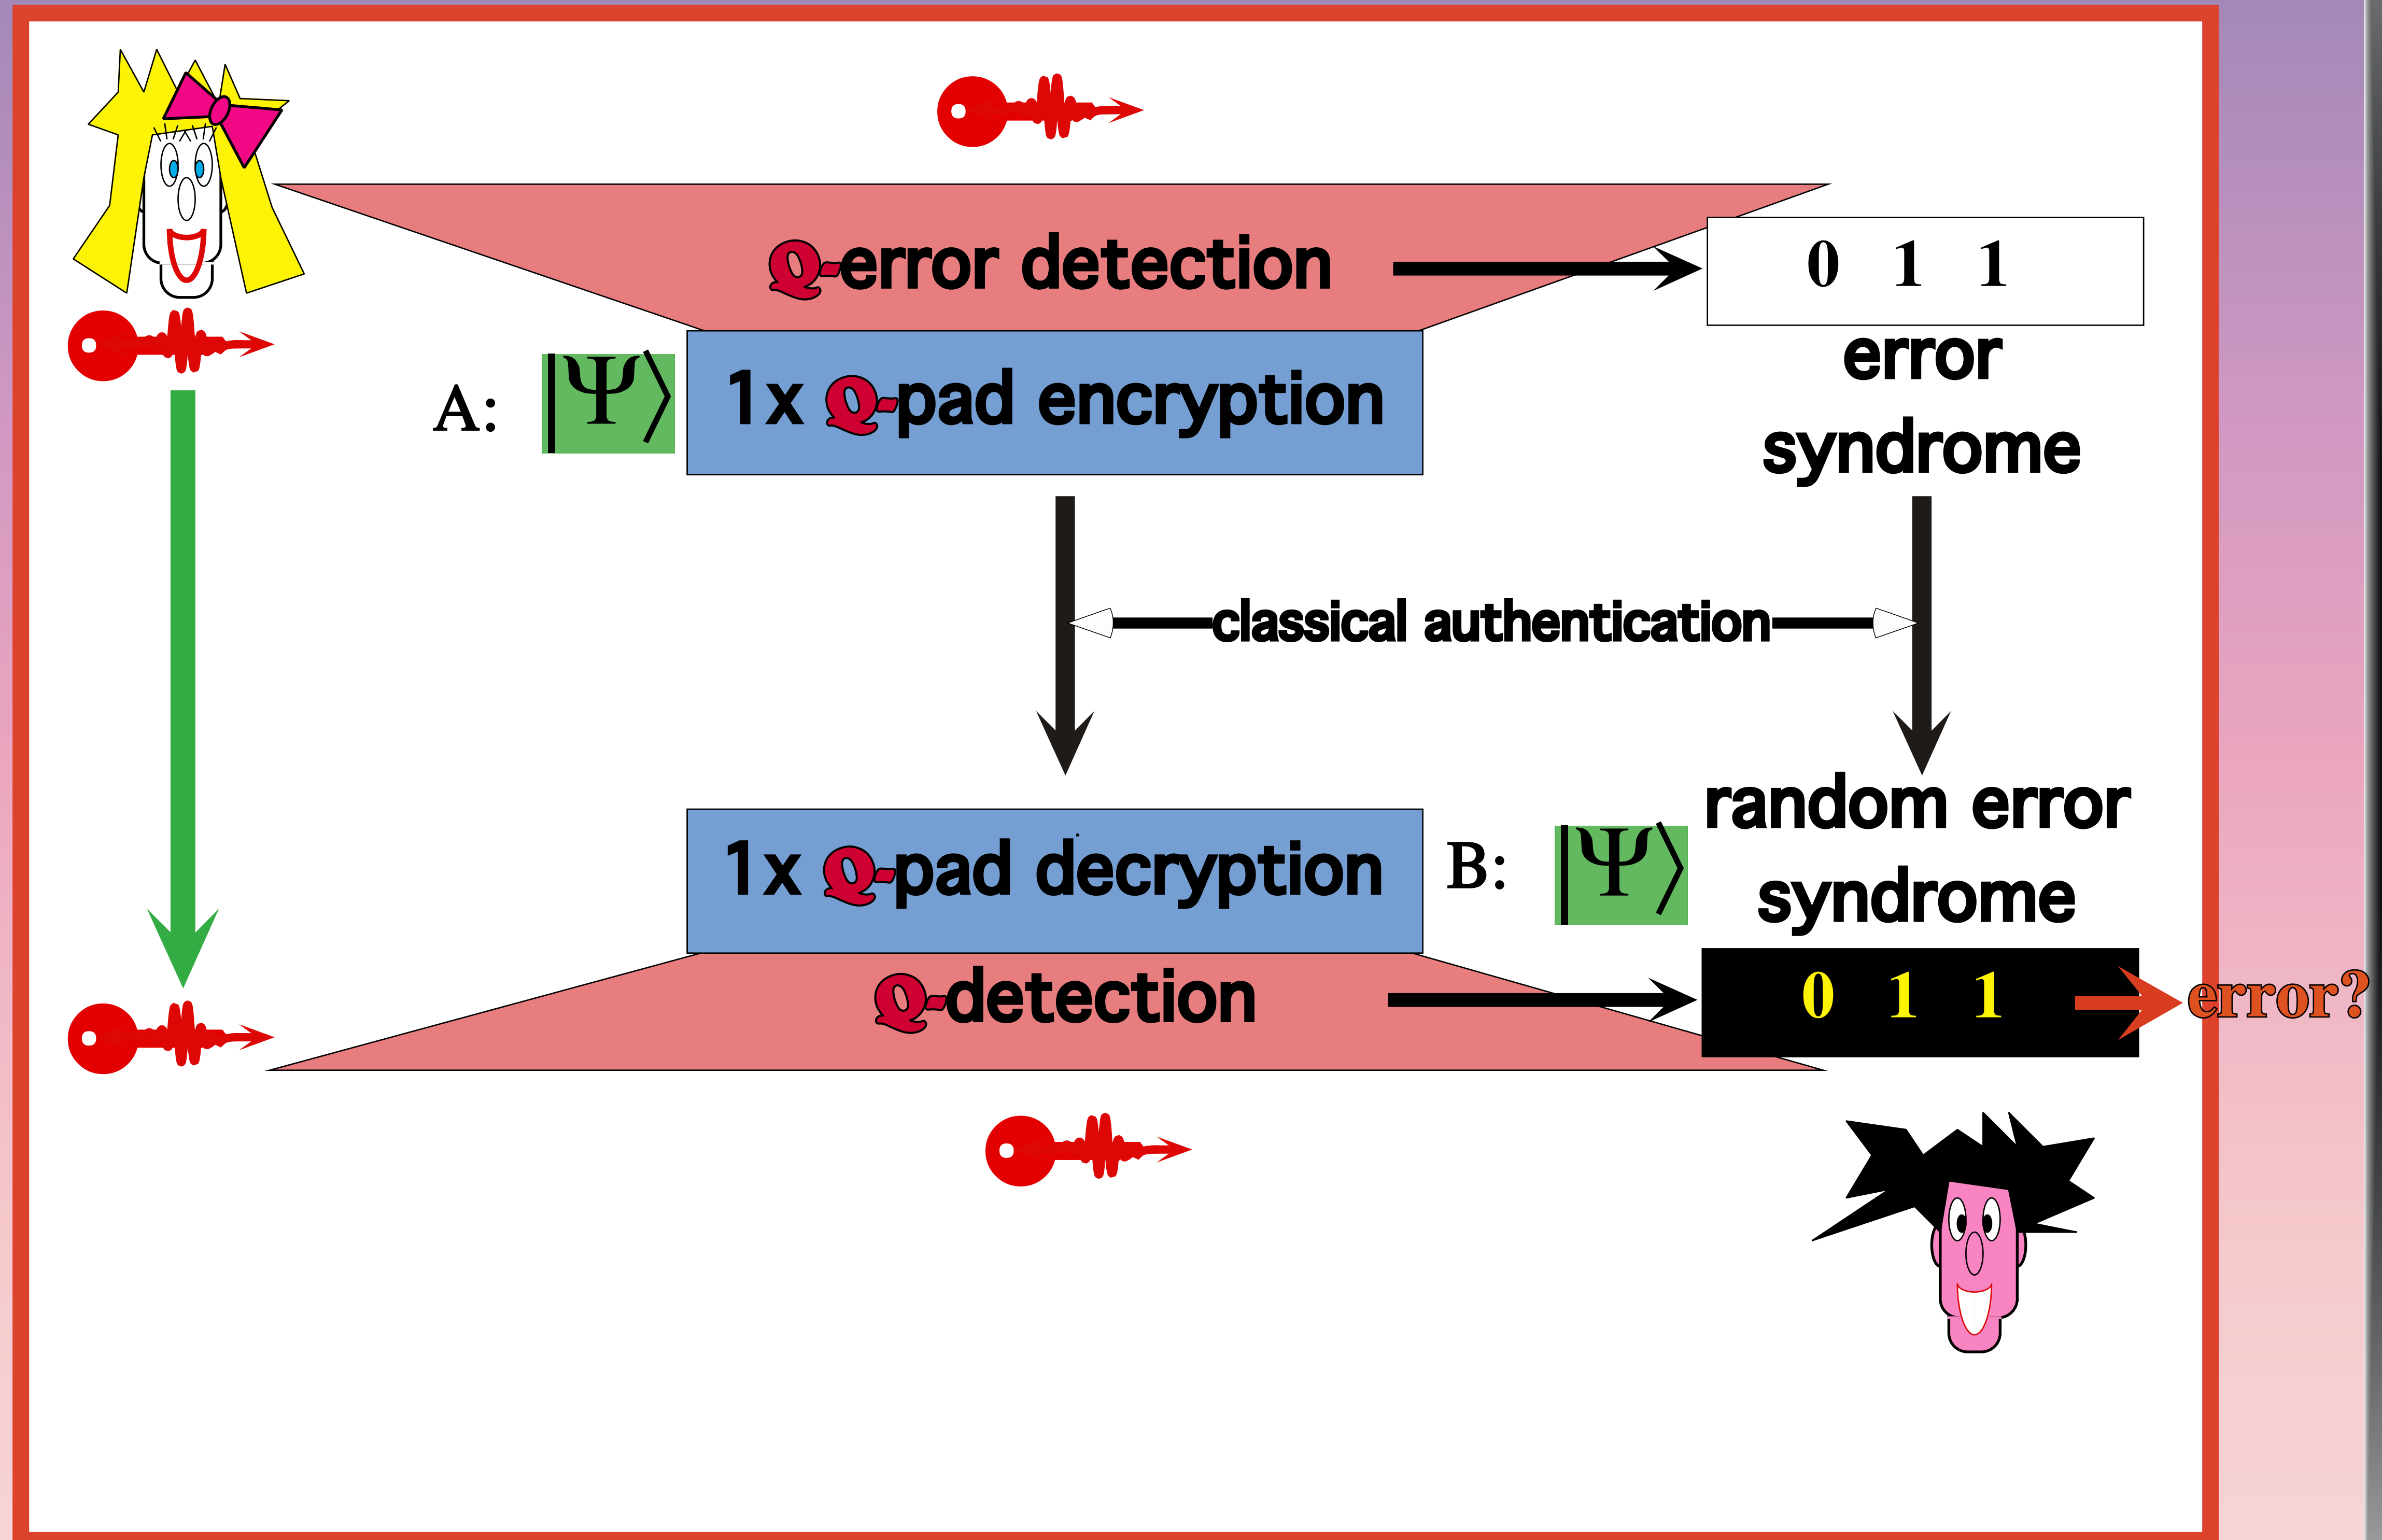 Q-error detection
0 1 1
error
syndrome
A: |Ψ⟩
1x Q-pad encryption
classical authentication
1x Q-pad decryption
B: |Ψ⟩
random error
syndrome
Q-detection
0 1 1
error?